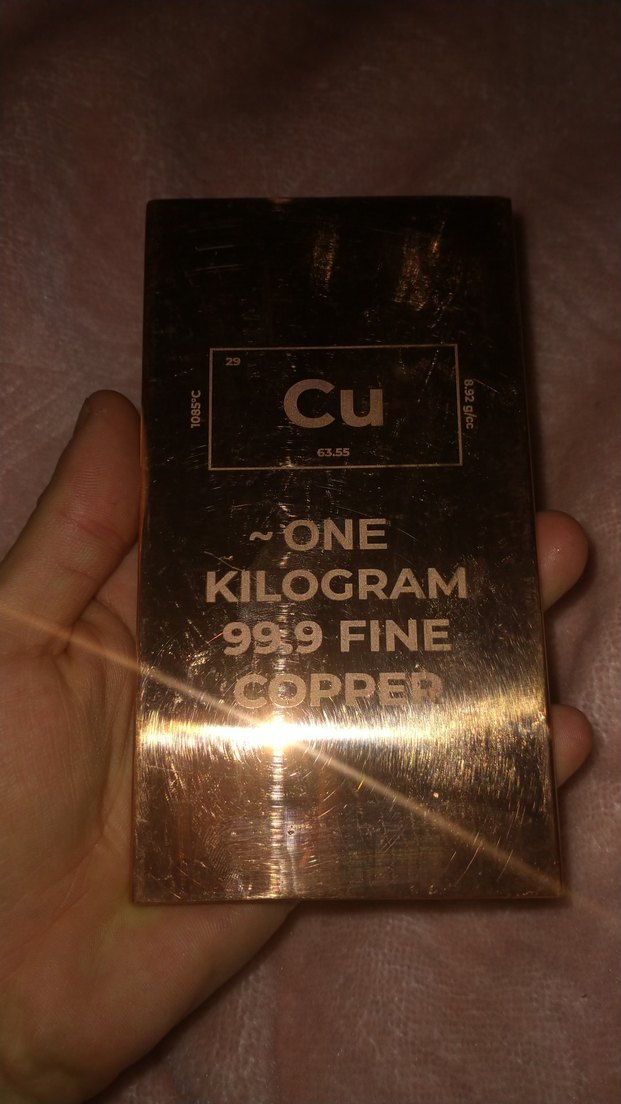 29
1085°C
Cu
8.92 g/cc
63.55
~ ONE
KILOGRAM
99.9 FINE
COPPER